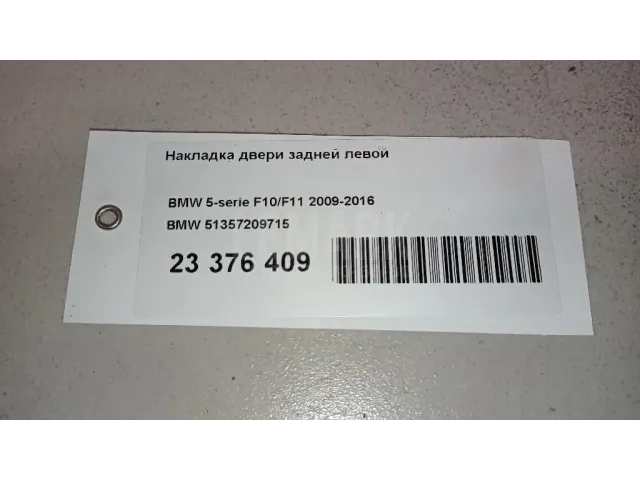 Накладка двери задней левой
BMW 5-serie F10/F11 2009-2016
BMW 51357209715
23 376 409